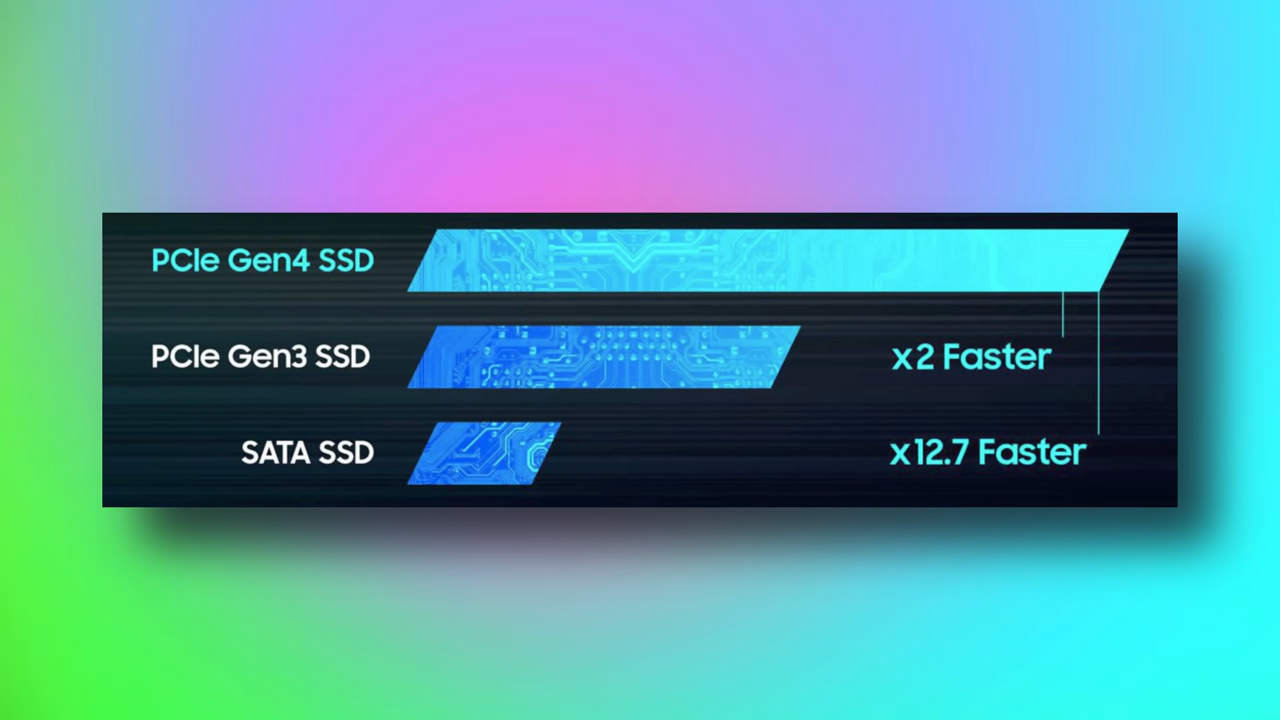 PCIe Gen4 SSD
PCIe Gen3 SSD
x2 Faster
SATA SSD
x12.7 Faster